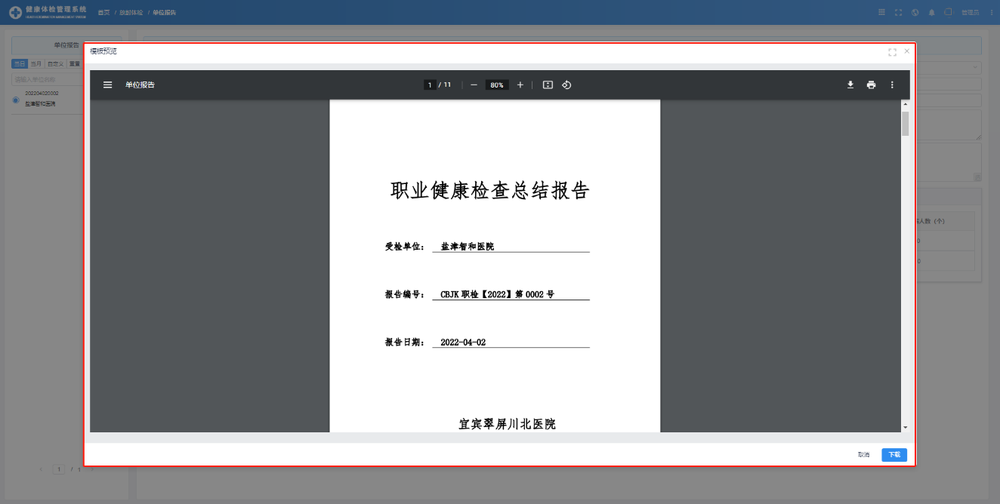 健康体检管理系统
首页 / 放射体检 / 单位报告
管理员
单位报告
当日 当月 自定义 重置
请输入单位名称
202204020002
盐津智和医院
模板预览
单位报告
1 / 11
80%
职业健康检查总结报告
受检单位： 盐津智和医院
报告编号： CBJK 职检【2022】第 0002 号
报告日期： 2022-04-02
宜宾翠屏川北医院
人数（个）
0
0
1 / 1
取消 下载